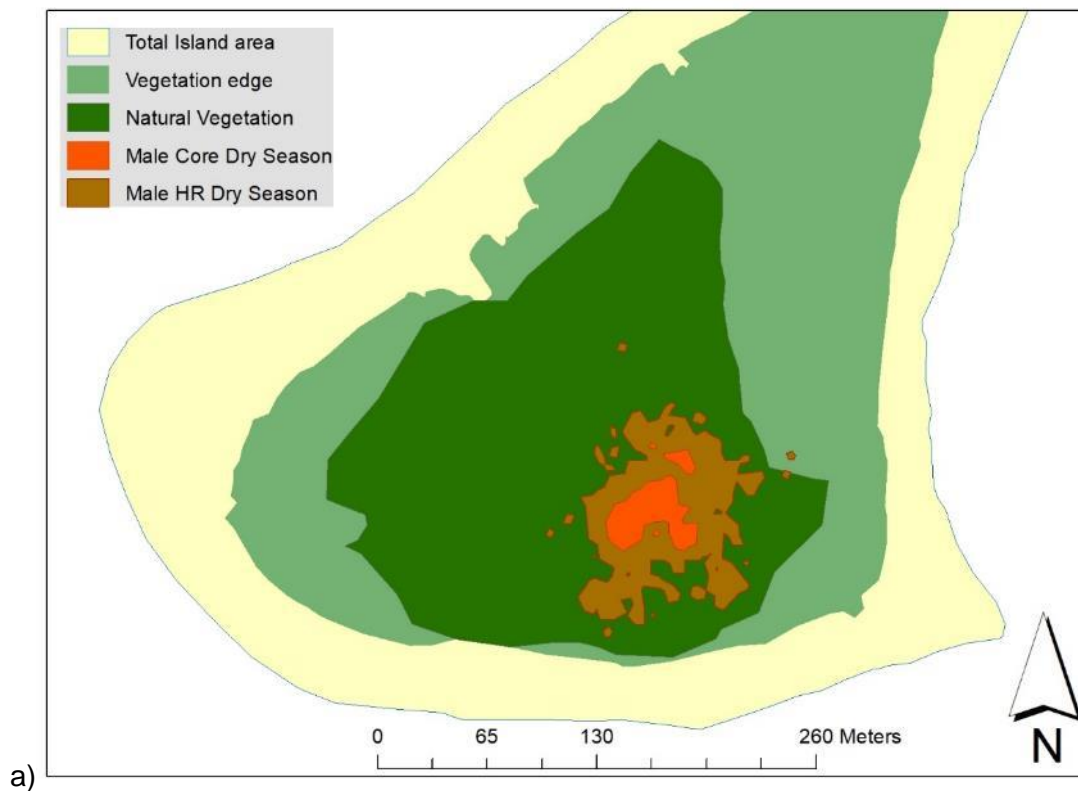 Total Island area
Vegetation edge
Natural Vegetation
Male Core Dry Season
Male HR Dry Season
0 65 130 260 Meters
N
a)